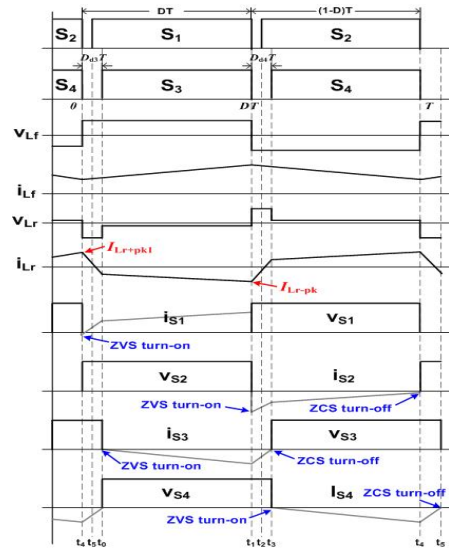 DT (1-D)T
S2 S1 S2
Dd3T Dd4T
S4 S3 S4
0 DT T
vLf
iLf
vLr
ILr+pk1
iLr
ILr-pk
iS1 vS1
ZVS turn-on
vS2 iS2
ZVS turn-on ZCS turn-off
iS3 vS3
ZVS turn-on ZCS turn-off
vS4 IS4 ZCS turn-off
ZVS turn-on
t4 t5 t0 t1 t2 t3 t4 t5